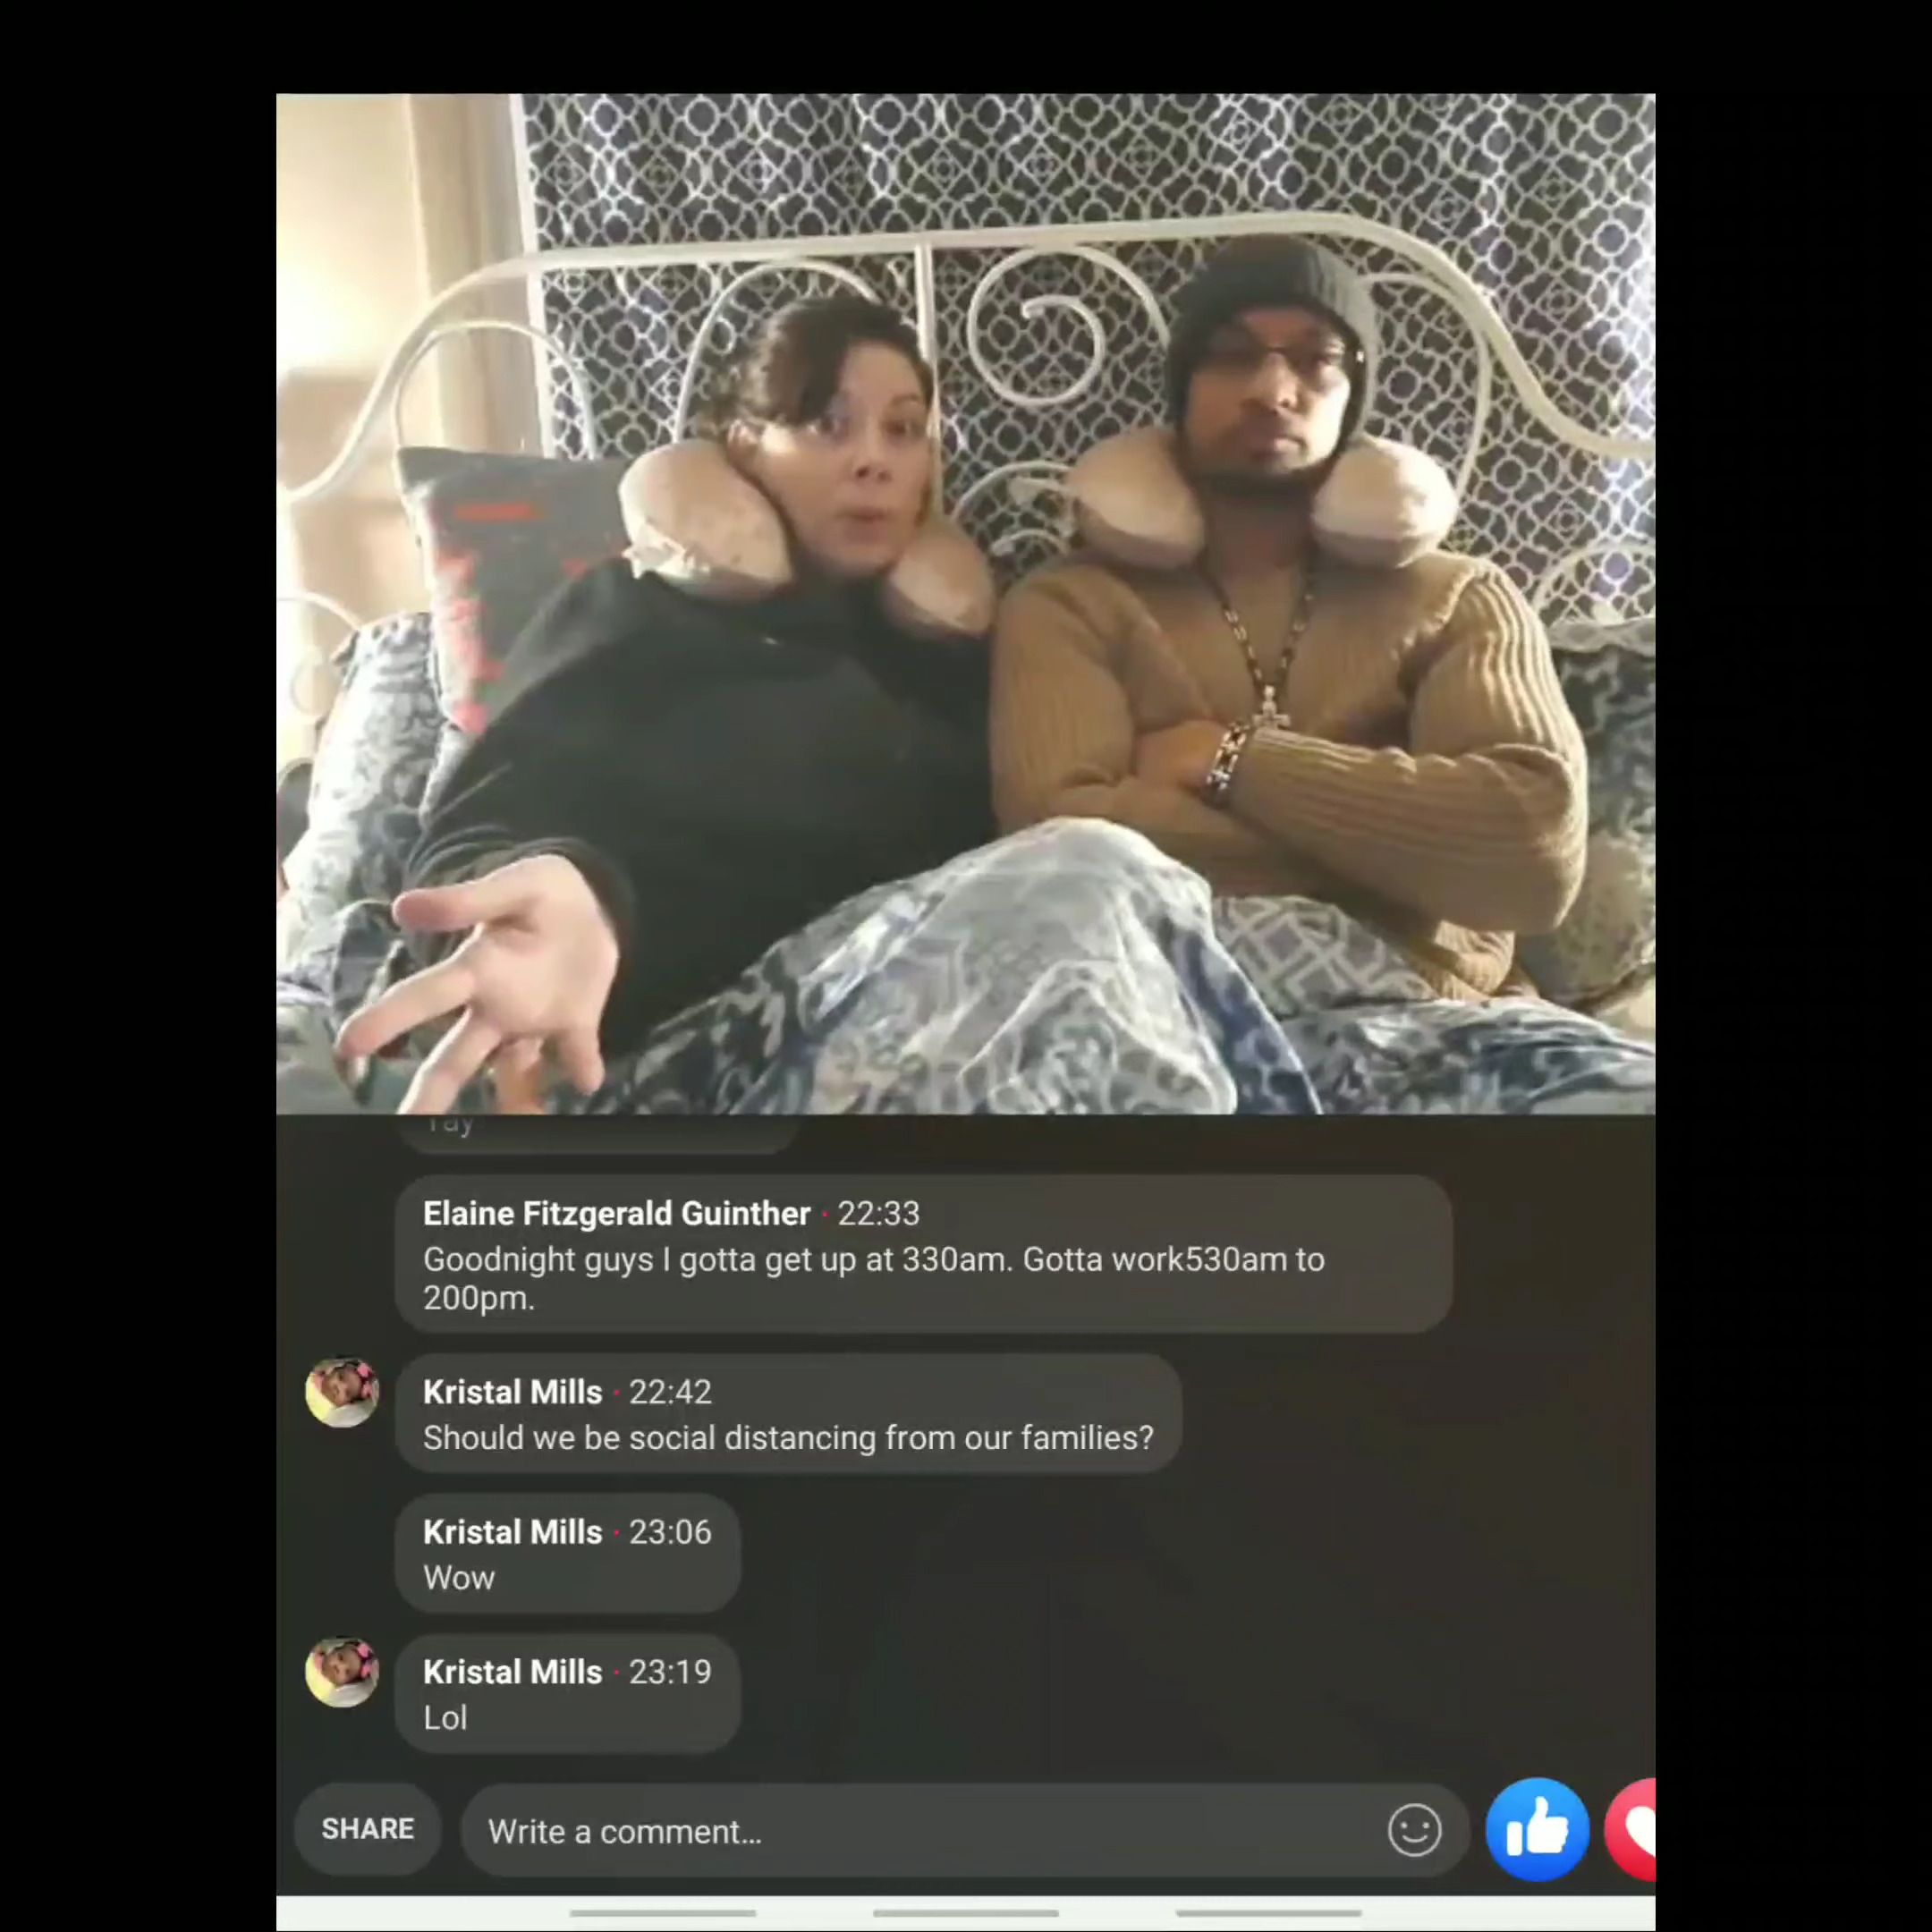 Elaine Fitzgerald Guinther · 22:33
Goodnight guys I gotta get up at 330am. Gotta work530am to
200pm.
Kristal Mills · 22:42
Should we be social distancing from our families?
Kristal Mills · 23:06
Wow
Kristal Mills · 23:19
Lol
SHARE
Write a comment...